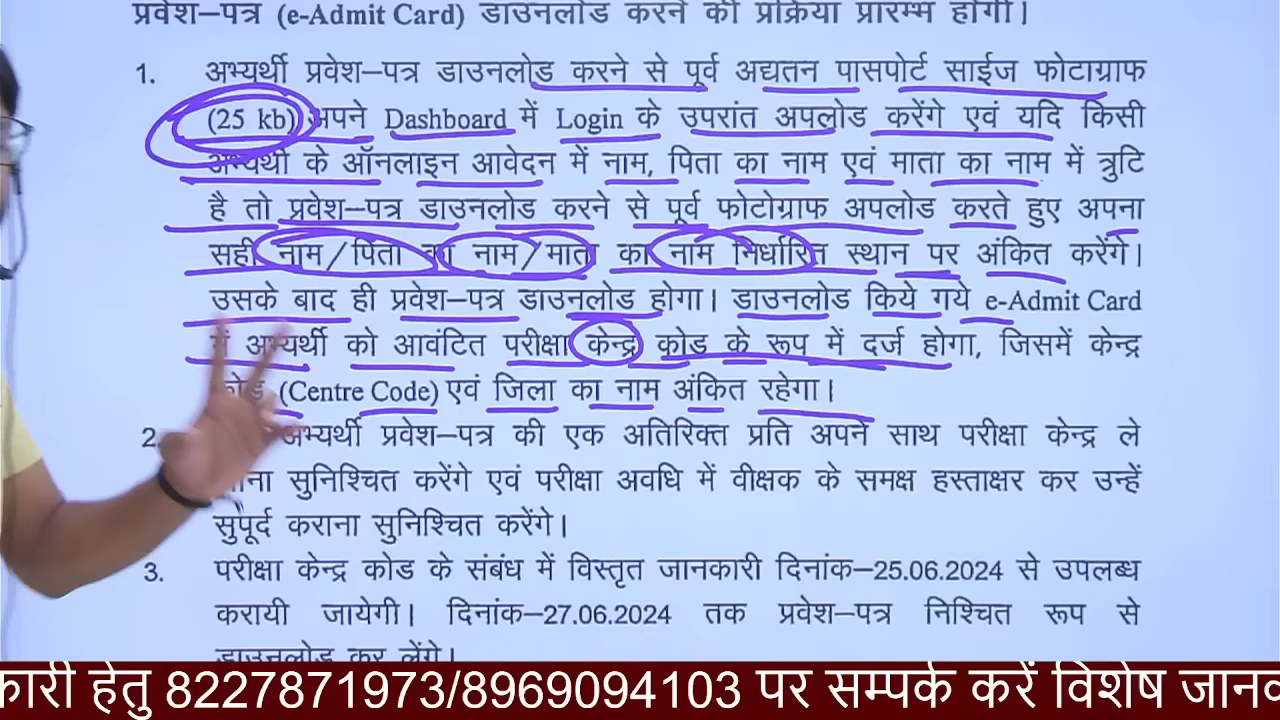 प्रवेश–पत्र (e-Admit Card) डाउनलोड करने की प्रक्रिया प्रारम्भ होगी।
1. अभ्यर्थी प्रवेश–पत्र डाउनलोड करने से पूर्व अद्यतन पासपोर्ट साईज फोटाग्राफ
(25 kb) अपने Dashboard में Login के उपरांत अपलोड करेंगे एवं यदि किसी
अभ्यर्थी के ऑनलाइन आवेदन में नाम, पिता का नाम एवं माता का नाम में त्रुटि
है तो प्रवेश–पत्र डाउनलोड करने से पूर्व फोटोग्राफ अपलोड करते हुए अपना
सही नाम/पिता का नाम/माता का नाम निर्धारित स्थान पर अंकित करेंगे।
उसके बाद ही प्रवेश–पत्र डाउनलोड होगा। डाउनलोड किये गये e-Admit Card
में अभ्यर्थी को आवंटित परीक्षा केन्द्र कोड के रूप में दर्ज होगा, जिसमें केन्द्र
कोड (Centre Code) एवं जिला का नाम अंकित रहेगा।
2. अभ्यर्थी प्रवेश–पत्र की एक अतिरिक्त प्रति अपने साथ परीक्षा केन्द्र ले
सुनिश्चित करेंगे एवं परीक्षा अवधि में वीक्षक के समक्ष हस्ताक्षर कर उन्हें
सुपूर्द कराना सुनिश्चित करेंगे।
3. परीक्षा केन्द्र कोड के संबंध में विस्तृत जानकारी दिनांक–25.06.2024 से उपलब्ध
करायी जायेगी। दिनांक–27.06.2024 तक प्रवेश–पत्र निश्चित रूप से
डाउनलोड कर लेंगे।
कारी हेतु 8227871973/8969094103 पर सम्पर्क करें विशेष जानव